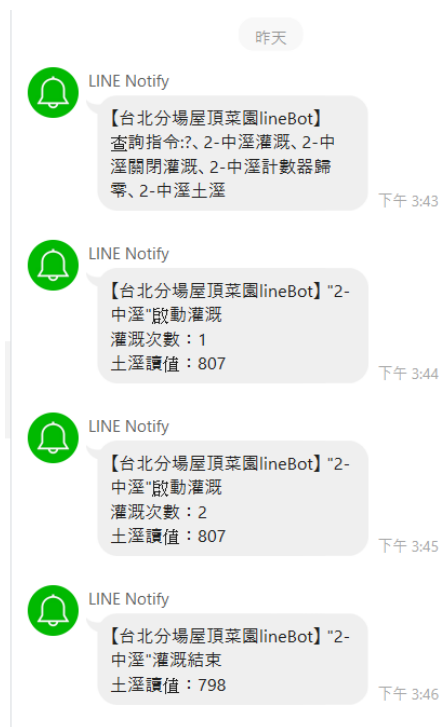 昨天
LINE Notify
【台北分場屋頂菜園lineBot】
查詢指令:?、2-中溼灌溉、2-中
溼關閉灌溉、2-中溼計數器歸
零、2-中溼土溼
下午 3:43
LINE Notify
【台北分場屋頂菜園lineBot】"2-
中溼"啟動灌溉
灌溉次數：1
土溼讀值：807
下午 3:44
LINE Notify
【台北分場屋頂菜園lineBot】"2-
中溼"啟動灌溉
灌溉次數：2
土溼讀值：807
下午 3:45
LINE Notify
【台北分場屋頂菜園lineBot】"2-
中溼"灌溉結束
土溼讀值：798
下午 3:46